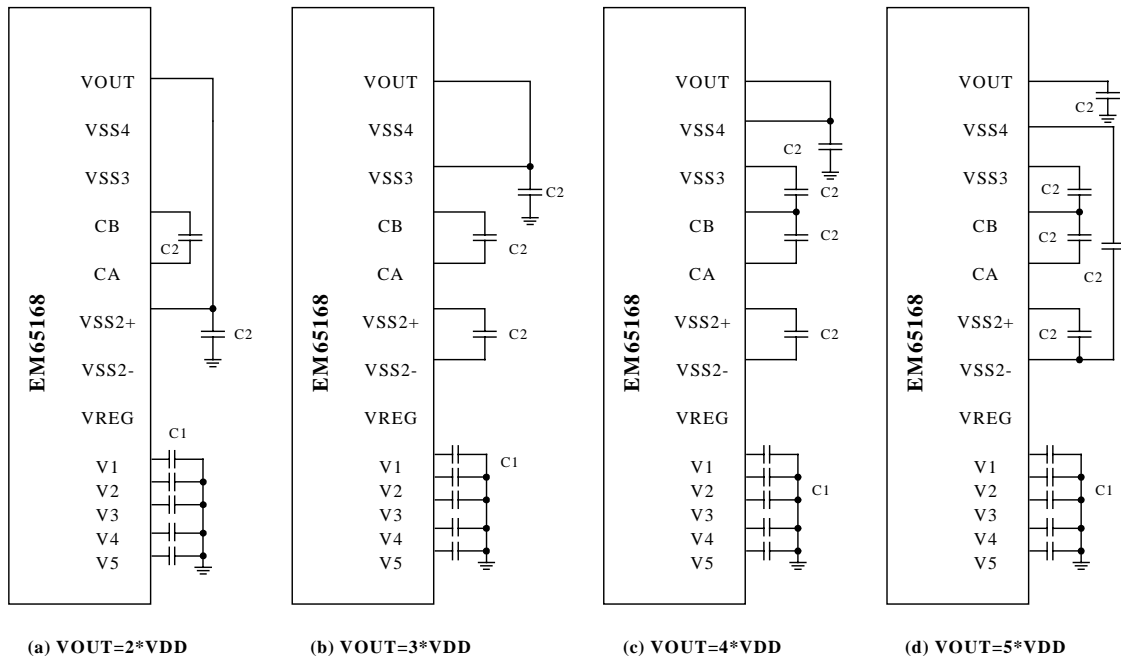 EM65168
VOUT
VSS4
VSS3
CB
CA
VSS2+
VSS2-
VREG
V1
V2
V3
V4
V5
C2
C2
C1
(a) VOUT=2*VDD
EM65168
VOUT
VSS4
VSS3
CB
CA
VSS2+
VSS2-
VREG
V1
V2
V3
V4
V5
C2
C2
C2
C1
(b) VOUT=3*VDD
EM65168
VOUT
VSS4
VSS3
CB
CA
VSS2+
VSS2-
VREG
V1
V2
V3
V4
V5
C2
C2
C2
C2
C1
(c) VOUT=4*VDD
EM65168
VOUT
VSS4
VSS3
CB
CA
VSS2+
VSS2-
VREG
V1
V2
V3
V4
V5
C2
C2
C2
C2
C2
C1
(d) VOUT=5*VDD